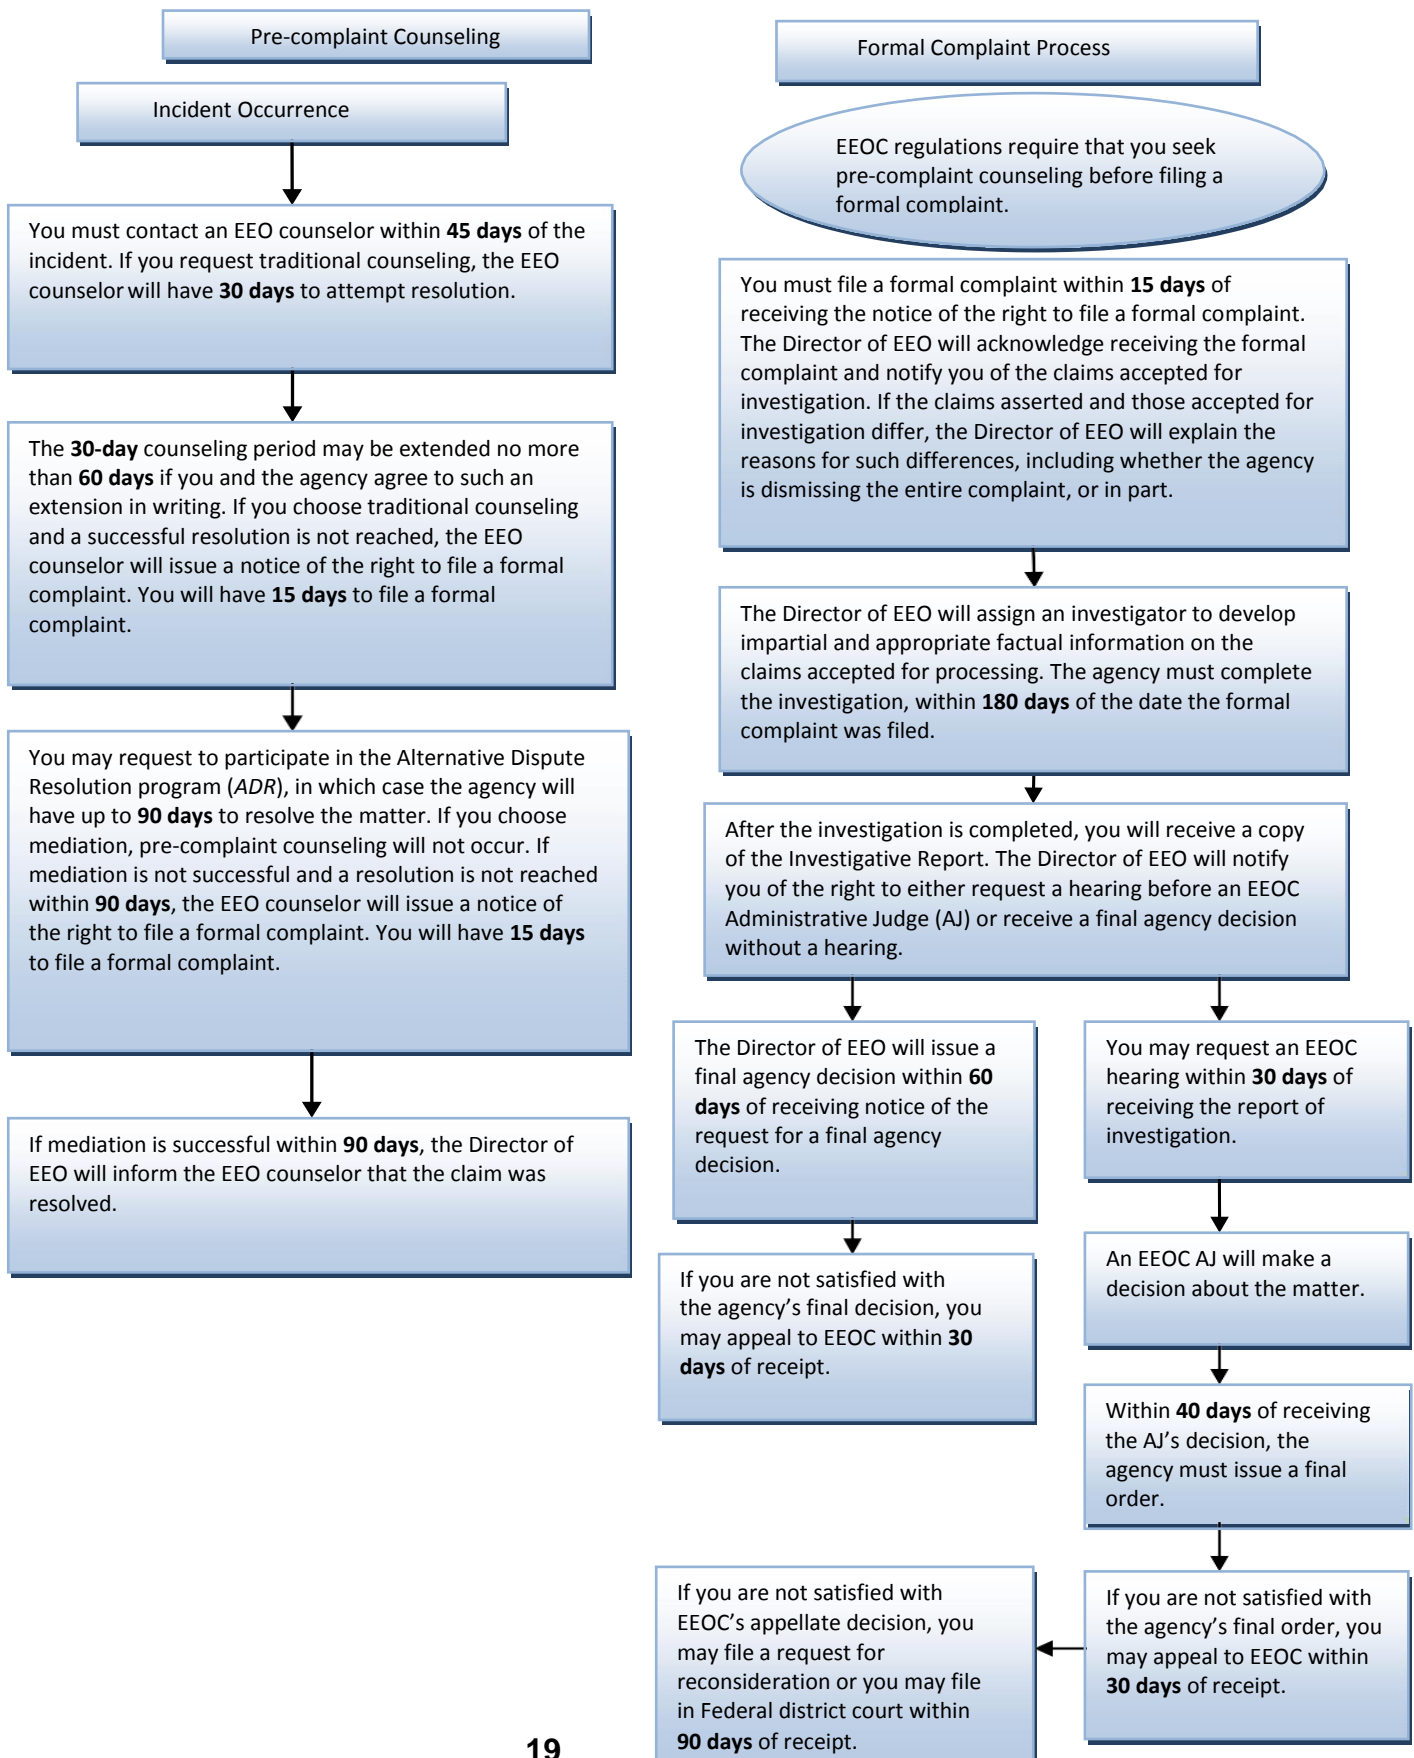 Pre-complaint Counseling
Incident Occurrence
You must contact an EEO counselor within 45 days of the
incident. If you request traditional counseling, the EEO
counselor will have 30 days to attempt resolution.
The 30-day counseling period may be extended no more
than 60 days if you and the agency agree to such an
extension in writing. If you choose traditional counseling
and a successful resolution is not reached, the EEO
counselor will issue a notice of the right to file a formal
complaint. You will have 15 days to file a formal
complaint.
You may request to participate in the Alternative Dispute
Resolution program (ADR), in which case the agency will
have up to 90 days to resolve the matter. If you choose
mediation, pre-complaint counseling will not occur. If
mediation is not successful and a resolution is not reached
within 90 days, the EEO counselor will issue a notice of
the right to file a formal complaint. You will have 15 days
to file a formal complaint.
If mediation is successful within 90 days, the Director of
EEO will inform the EEO counselor that the claim was
resolved.
Formal Complaint Process
EEOC regulations require that you seek
pre-complaint counseling before filing a
formal complaint.
You must file a formal complaint within 15 days of
receiving the notice of the right to file a formal complaint.
The Director of EEO will acknowledge receiving the formal
complaint and notify you of the claims accepted for
investigation. If the claims asserted and those accepted for
investigation differ, the Director of EEO will explain the
reasons for such differences, including whether the agency
is dismissing the entire complaint, or in part.
The Director of EEO will assign an investigator to develop
impartial and appropriate factual information on the
claims accepted for processing. The agency must complete
the investigation, within 180 days of the date the formal
complaint was filed.
After the investigation is completed, you will receive a copy
of the Investigative Report. The Director of EEO will notify
you of the right to either request a hearing before an EEOC
Administrative Judge (AJ) or receive a final agency decision
without a hearing.
The Director of EEO will issue a
final agency decision within 60
days of receiving notice of the
request for a final agency
decision.
If you are not satisfied with
the agency’s final decision, you
may appeal to EEOC within 30
days of receipt.
You may request an EEOC
hearing within 30 days of
receiving the report of
investigation.
An EEOC AJ will make a
decision about the matter.
Within 40 days of receiving
the AJ’s decision, the
agency must issue a final
order.
If you are not satisfied with
the agency’s final order, you
may appeal to EEOC within
30 days of receipt.
If you are not satisfied with
EEOC’s appellate decision, you
may file a request for
reconsideration or you may file
in Federal district court within
90 days of receipt.
19